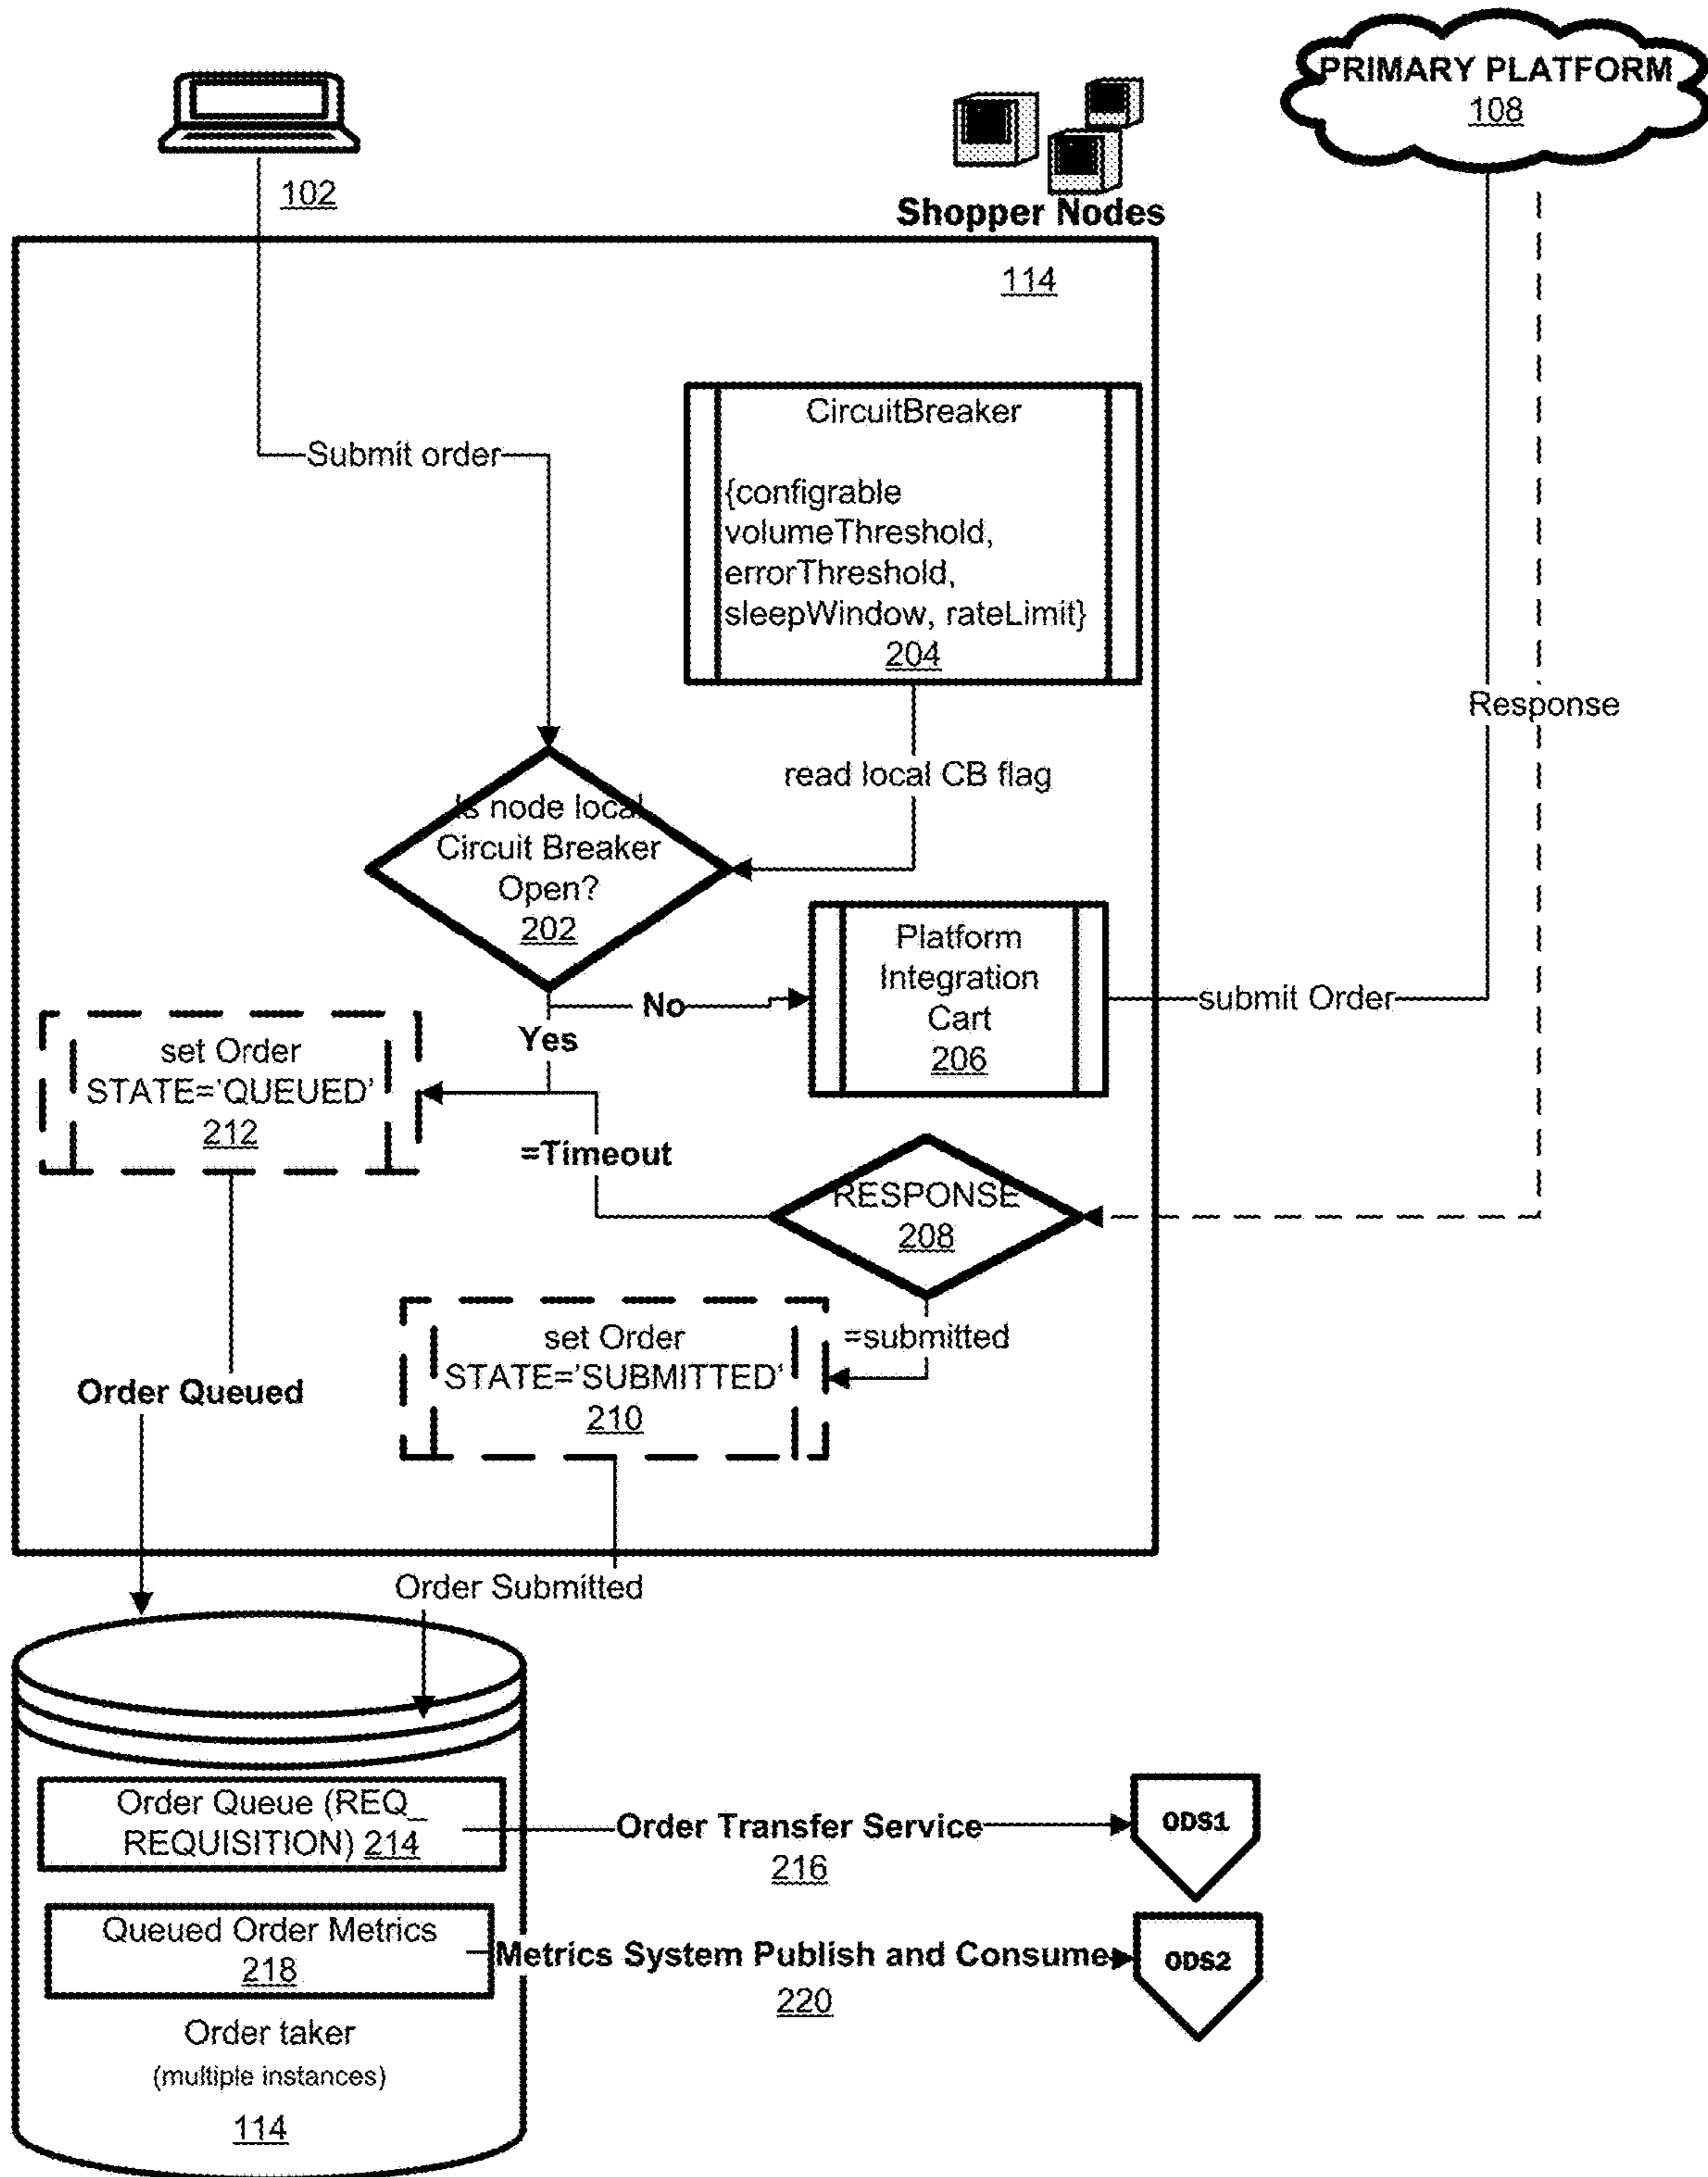 PRIMARY PLATFORM
108
102
Shopper Nodes
114
CircuitBreaker
{configrable
volumeThreshold,
errorThreshold,
sleepWindow, rateLimit}
204
Submit order
Response
read local CB flag
Is node local
Circuit Breaker
Open?
202
Platform
Integration
Cart
206
submit Order
No
Yes
set Order
STATE='QUEUED'
212
=Timeout
RESPONSE
208
=submitted
set Order
STATE='SUBMITTED'
210
Order Queued
Order Submitted
Order Queue (REQ_
REQUISITION) 214
Order Transfer Service
216
ODS1
Queued Order Metrics
218
Metrics System Publish and Consume
220
ODS2
Order taker
(multiple instances)
114